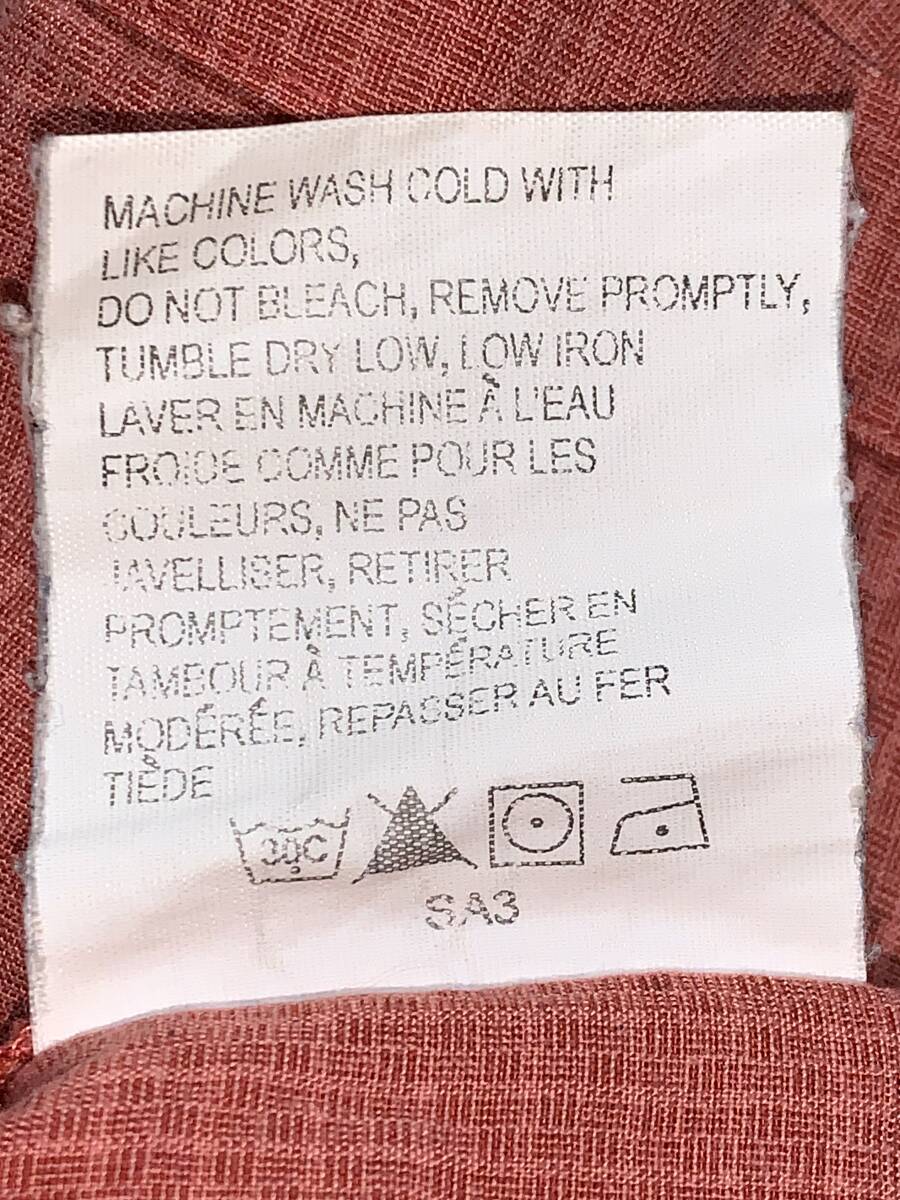 MACHINE WASH COLD WITH
LIKE COLORS,
DO NOT BLEACH, REMOVE PROMPTLY,
TUMBLE DRY LOW, LOW IRON
LAVER EN MACHINE À L'EAU
FROIDE COMME POUR LES
COULEURS, NE PAS
JAVELLISER, RETIRER
PROMPTEMENT, SÉCHER EN
TAMBOUR À TEMPÉRATURE
MODÉRÉE, REPASSER AU FER
TIÈDE
30C
SA3